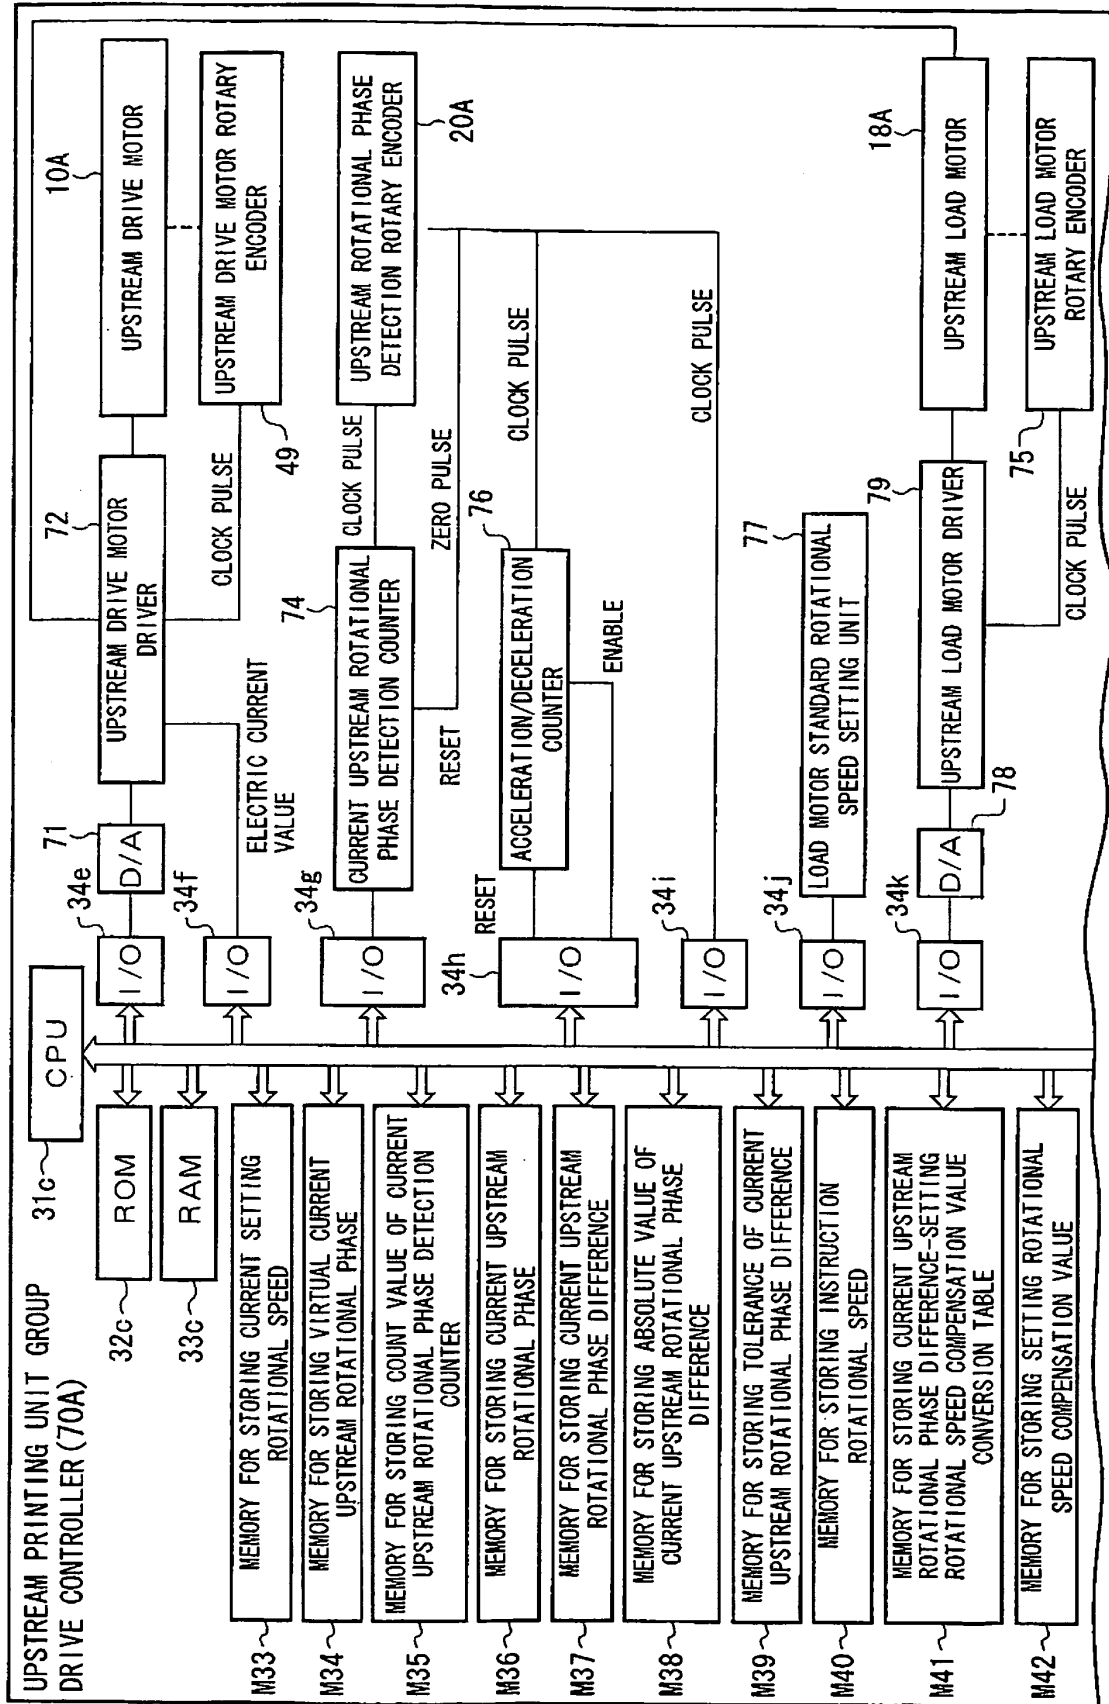 UPSTREAM PRINTING UNIT GROUP
DRIVE CONTROLLER(70A)
31c
CPU
32c
ROM
33c
RAM
M33
MEMORY FOR STORING CURRENT SETTING
ROTATIONAL SPEED
M34
MEMORY FOR STORING VIRTUAL CURRENT
UPSTREAM ROTATIONAL PHASE
M35
MEMORY FOR STORING COUNT VALUE OF CURRENT
UPSTREAM ROTATIONAL PHASE DETECTION
COUNTER
M36
MEMORY FOR STORING CURRENT UPSTREAM
ROTATIONAL PHASE
M37
MEMORY FOR STORING CURRENT UPSTREAM
ROTATIONAL PHASE DIFFERENCE
M38
MEMORY FOR STORING ABSOLUTE VALUE OF
CURRENT UPSTREAM ROTATIONAL PHASE
DIFFERENCE
M39
MEMORY FOR STORING TOLERANCE OF CURRENT
UPSTREAM ROTATIONAL PHASE DIFFERENCE
M40
MEMORY FOR STORING INSTRUCTION
ROTATIONAL SPEED
M41
MEMORY FOR STORING CURRENT UPSTREAM
ROTATIONAL PHASE DIFFERENCE-SETTING
ROTATIONAL SPEED COMPENSATION VALUE
CONVERSION TABLE
M42
MEMORY FOR STORING SETTING ROTATIONAL
SPEED COMPENSATION VALUE
34e
I/O
71
D/A
72
UPSTREAM DRIVE MOTOR
DRIVER
10A
UPSTREAM DRIVE MOTOR
34f
I/O
ELECTRIC CURRENT
VALUE
CLOCK PULSE
49
UPSTREAM DRIVE MOTOR ROTARY
ENCODER
34g
I/O
74
CURRENT UPSTREAM ROTATIONAL
PHASE DETECTION COUNTER
CLOCK PULSE
UPSTREAM ROTATIONAL PHASE
DETECTION ROTARY ENCODER
20A
RESET
ZERO PULSE
34h
I/O
RESET
76
ACCELERATION/DECELERATION
COUNTER
CLOCK PULSE
ENABLE
34i
I/O
CLOCK PULSE
34j
I/O
77
LOAD MOTOR STANDARD ROTATIONAL
SPEED SETTING UNIT
34k
I/O
78
D/A
79
UPSTREAM LOAD MOTOR DRIVER
18A
UPSTREAM LOAD MOTOR
75
UPSTREAM LOAD MOTOR
ROTARY ENCODER
CLOCK PULSE